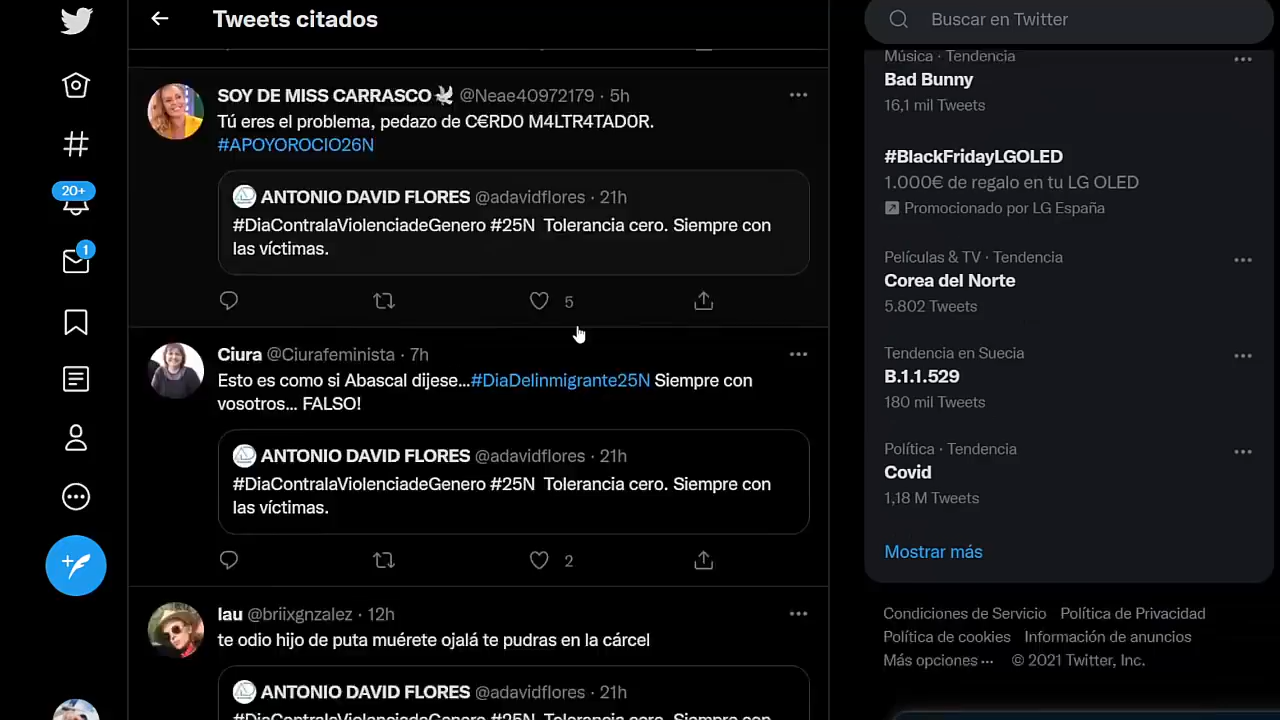 Tweets citados
SOY DE MISS CARRASCO🕊 @Neae40972179 · 5h
Tú eres el problema, pedazo de C€RD0 M4LTR4TAD0R.
#APOYOROCIO26N
ANTONIO DAVID FLORES @adavidflores · 21h
#DiaContralaViolenciadeGenero #25N Tolerancia cero. Siempre con
las víctimas.
5
Ciura @Ciurafeminista · 7h
Esto es como si Abascal dijese...#DiaDelinmigrante25N Siempre con
vosotros... FALSO!
ANTONIO DAVID FLORES @adavidflores · 21h
#DiaContralaViolenciadeGenero #25N Tolerancia cero. Siempre con
las víctimas.
2
lau @briixgnzalez · 12h
te odio hijo de puta muérete ojalá te pudras en la cárcel
ANTONIO DAVID FLORES @adavidflores · 21h
#DiaContralaViolenciadeGenero #25N Tolerancia cero. Siempre con
20+
1
Buscar en Twitter
Música · Tendencia
Bad Bunny
16,1 mil Tweets
#BlackFridayLGOLED
1.000€ de regalo en tu LG OLED
Promocionado por LG España
Películas & TV · Tendencia
Corea del Norte
5.802 Tweets
Tendencia en Suecia
B.1.1.529
180 mil Tweets
Política · Tendencia
Covid
1,18 M Tweets
Mostrar más
Condiciones de Servicio Política de Privacidad
Política de cookies Información de anuncios
Más opciones ··· © 2021 Twitter, Inc.